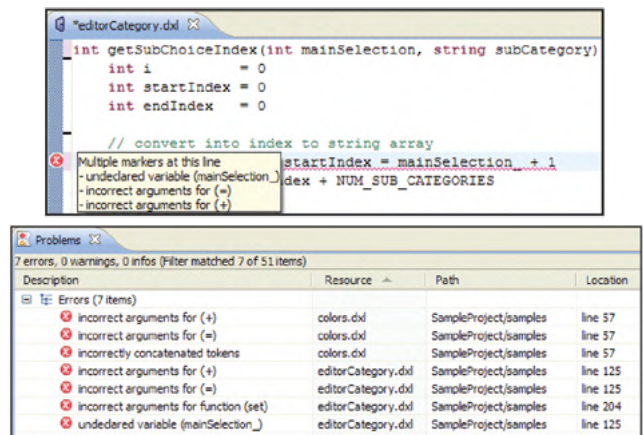 *editorCategory.dxl
int getSubChoiceIndex(int mainSelection, string subCategory)
int i = 0
int startIndex = 0
int endIndex = 0
// convert into index to string array
Multiple markers at this line
- undeclared variable (mainSelection_)
- incorrect arguments for (=)
- incorrect arguments for (+)
startIndex = mainSelection_ + 1
dex + NUM_SUB_CATEGORIES
Problems
7 errors, 0 warnings, 0 infos (Filter matched 7 of 51 items)
Description Resource Path Location
Errors (7 items)
incorrect arguments for (+) colors.dxl SampleProject/samples line 57
incorrect arguments for (=) colors.dxl SampleProject/samples line 57
incorrectly concatenated tokens colors.dxl SampleProject/samples line 57
incorrect arguments for (+) editorCategory.dxl SampleProject/samples line 125
incorrect arguments for (=) editorCategory.dxl SampleProject/samples line 125
incorrect arguments for function (set) editorCategory.dxl SampleProject/samples line 204
undeclared variable (mainSelection_) editorCategory.dxl SampleProject/samples line 125